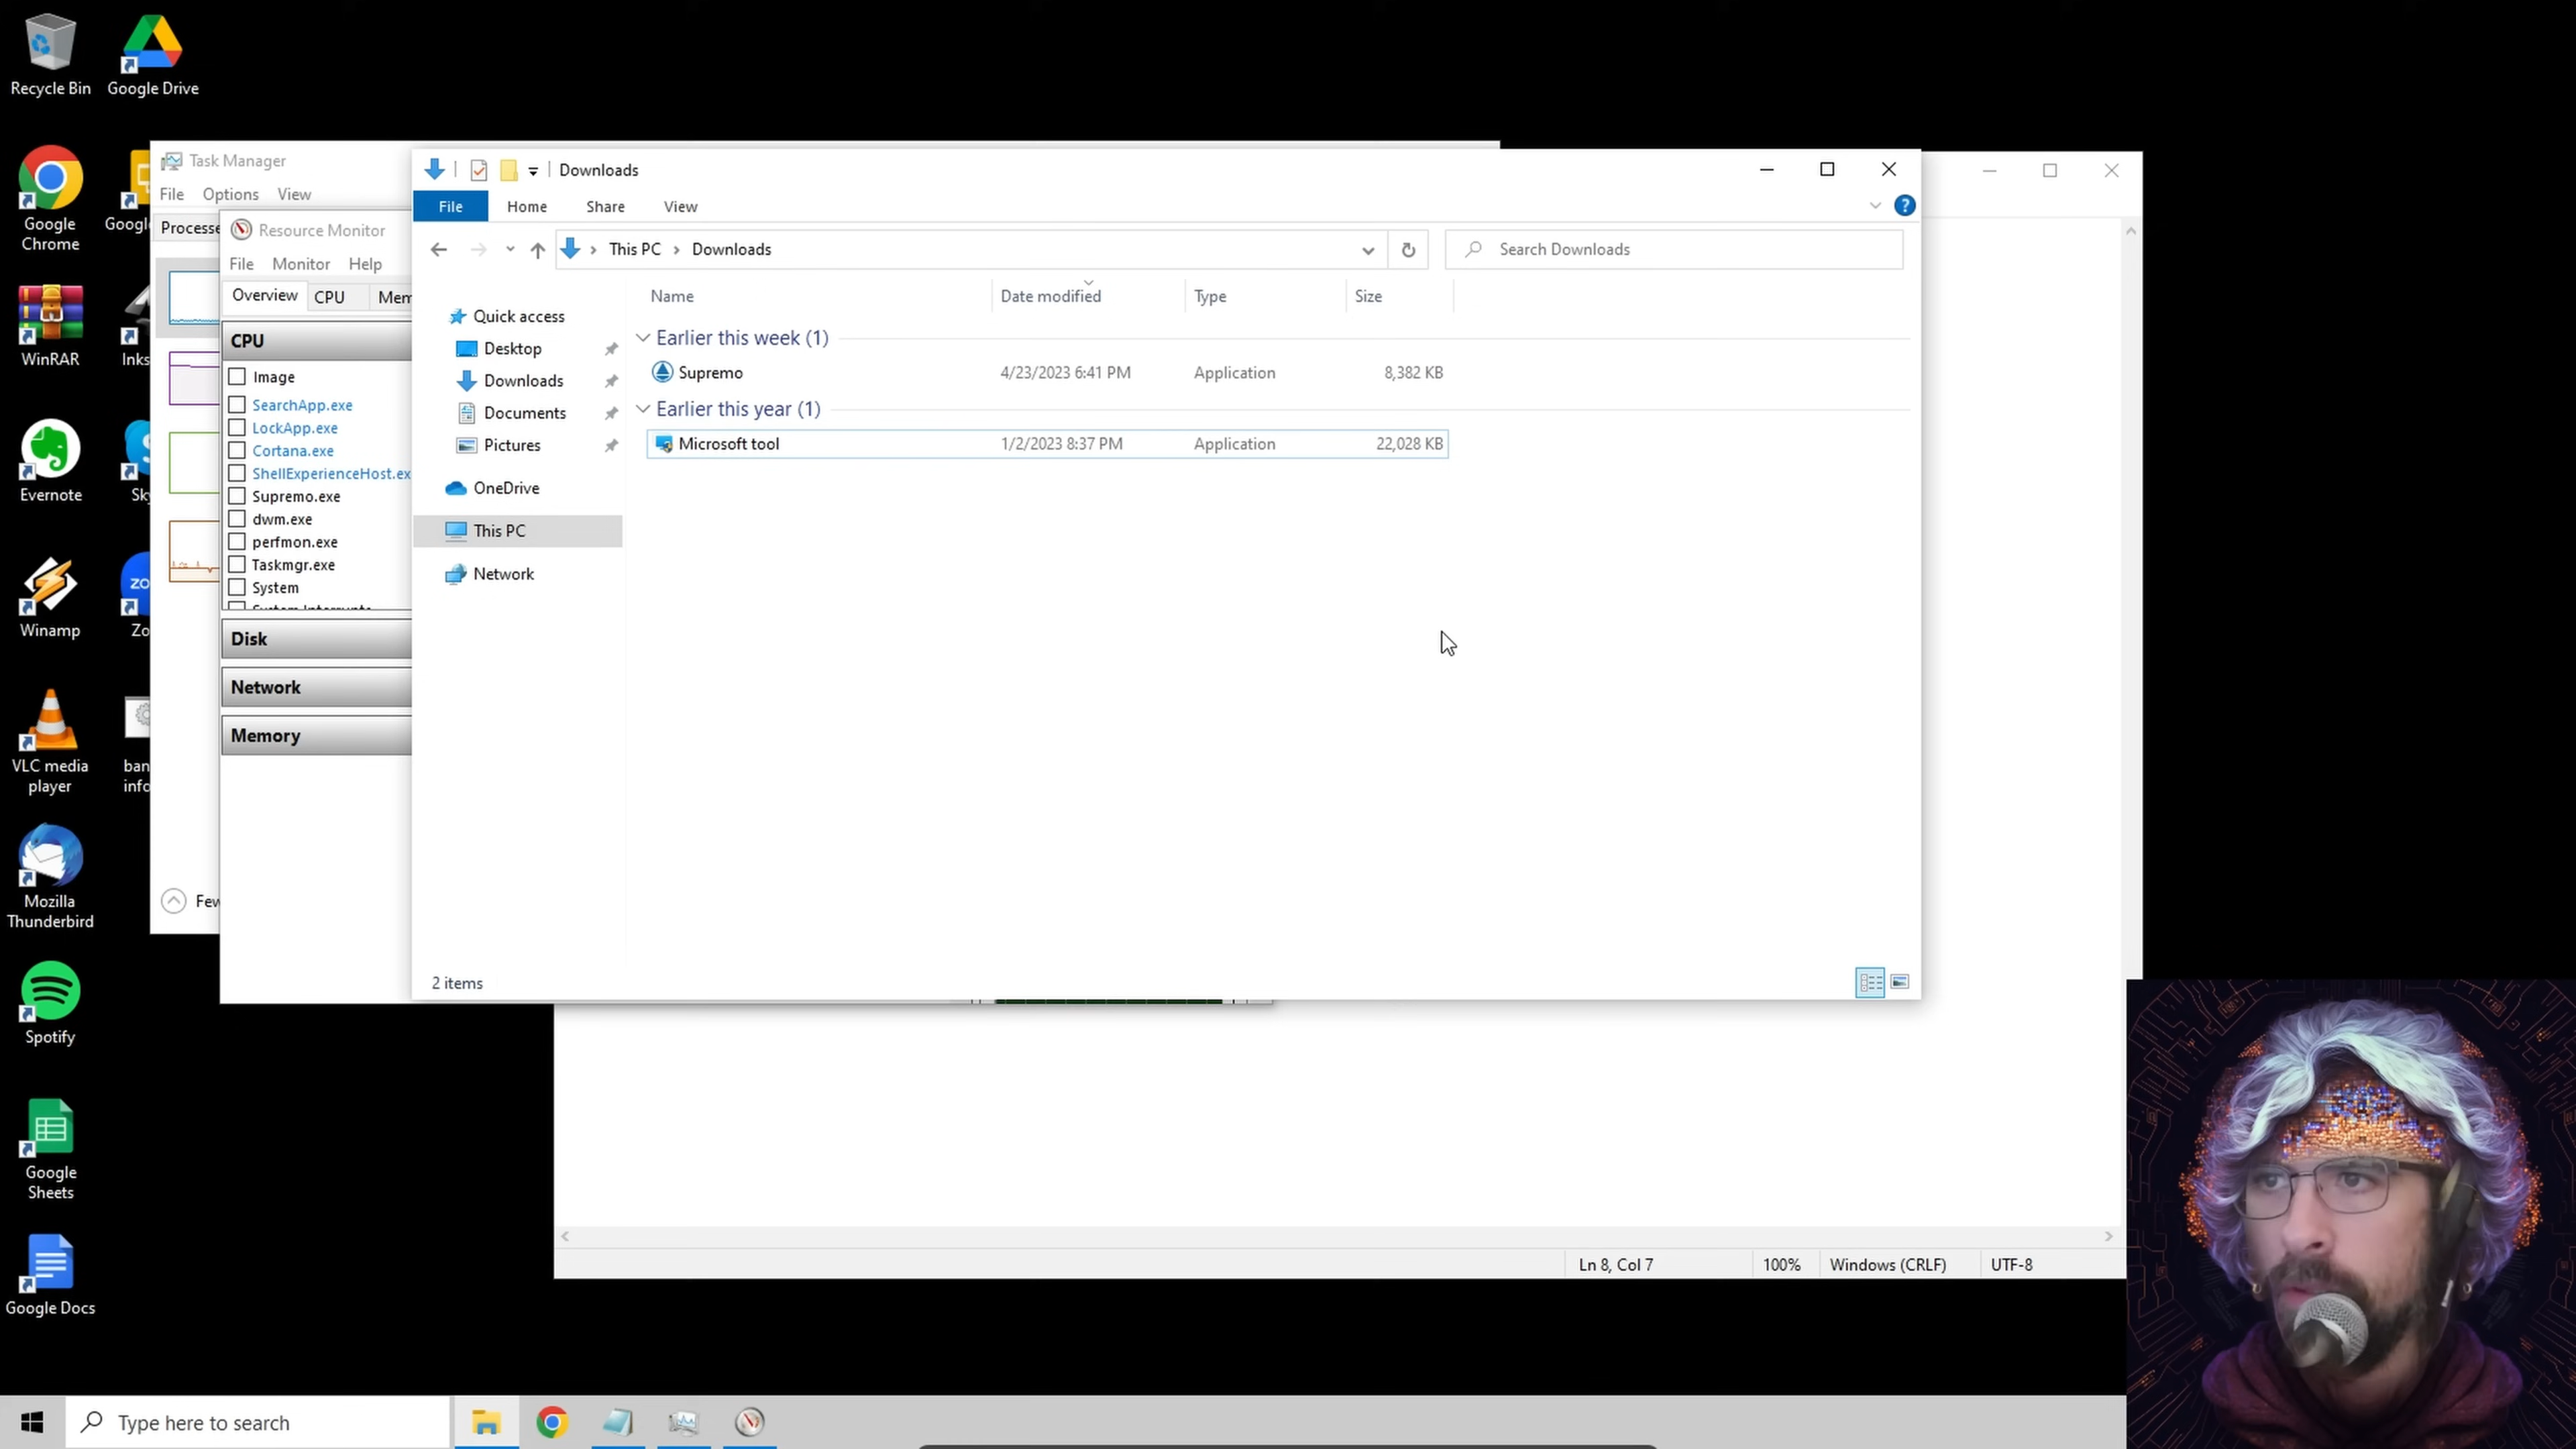 Recycle Bin
Google Drive
Google Chrome
WinRAR
Evernote
Winamp
VLC media player
Mozilla Thunderbird
Spotify
Google Sheets
Google Docs
Task Manager
File Options View
Resource Monitor
File Monitor Help
Overview CPU
CPU
Image
SearchApp.exe
LockApp.exe
Cortana.exe
ShellExperienceHost.ex
Supremo.exe
dwm.exe
perfmon.exe
Taskmgr.exe
System
Disk
Network
Memory
Downloads
File Home Share View
This PC Downloads
Search Downloads
Name Date modified Type Size
Quick access
Desktop
Downloads
Documents
Pictures
OneDrive
This PC
Network
Earlier this week (1)
Supremo 4/23/2023 6:41 PM Application 8,382 KB
Earlier this year (1)
Microsoft tool 1/2/2023 8:37 PM Application 22,028 KB
2 items
Ln 8, Col 7 100% Windows (CRLF) UTF-8
Type here to search